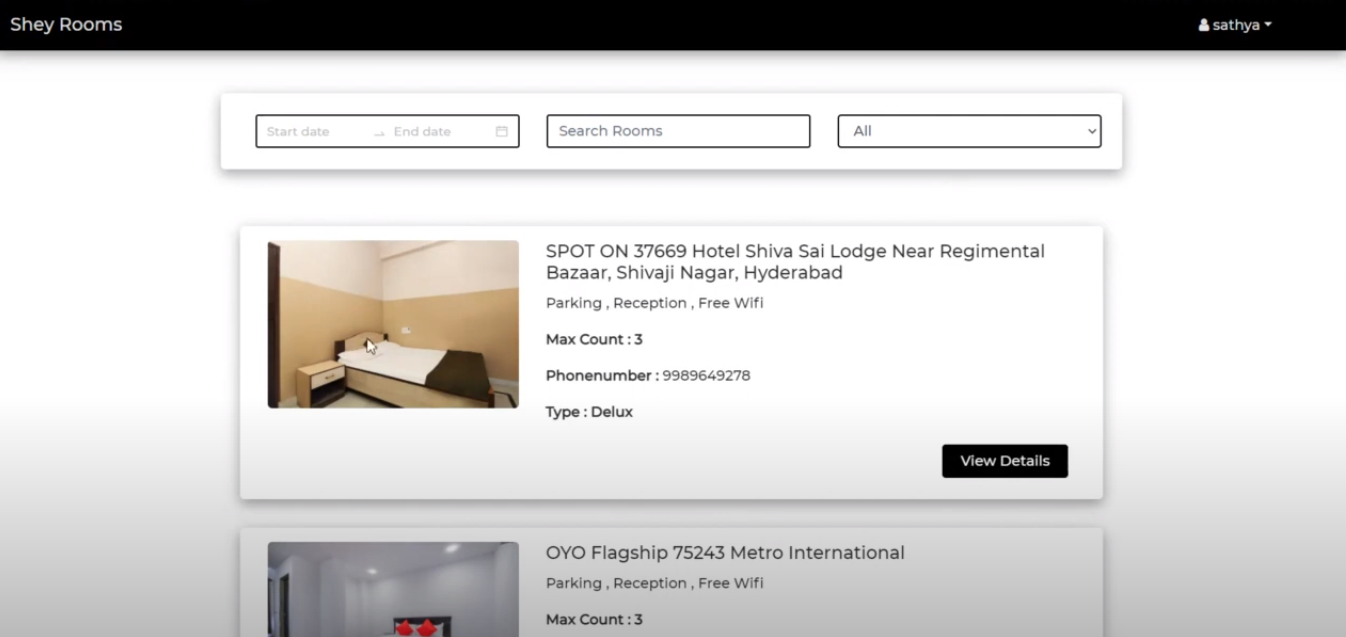 Shey Rooms
sathya
Start date
End date
Search Rooms
All
SPOT ON 37669 Hotel Shiva Sai Lodge Near Regimental
Bazaar, Shivaji Nagar, Hyderabad
Parking , Reception , Free Wifi
Max Count : 3
Phonenumber : 9989649278
Type : Delux
View Details
OYO Flagship 75243 Metro International
Parking , Reception , Free Wifi
Max Count : 3